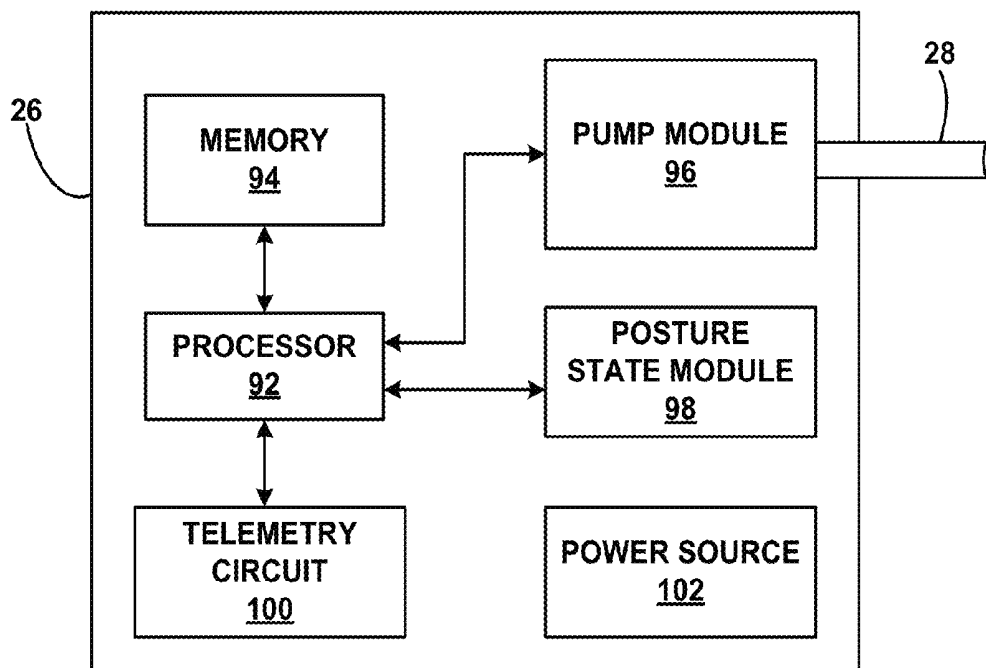 28
26
MEMORY
94
PUMP MODULE
96
PROCESSOR
92
POSTURE
STATE MODULE
98
TELEMETRY
CIRCUIT
100
POWER SOURCE
102